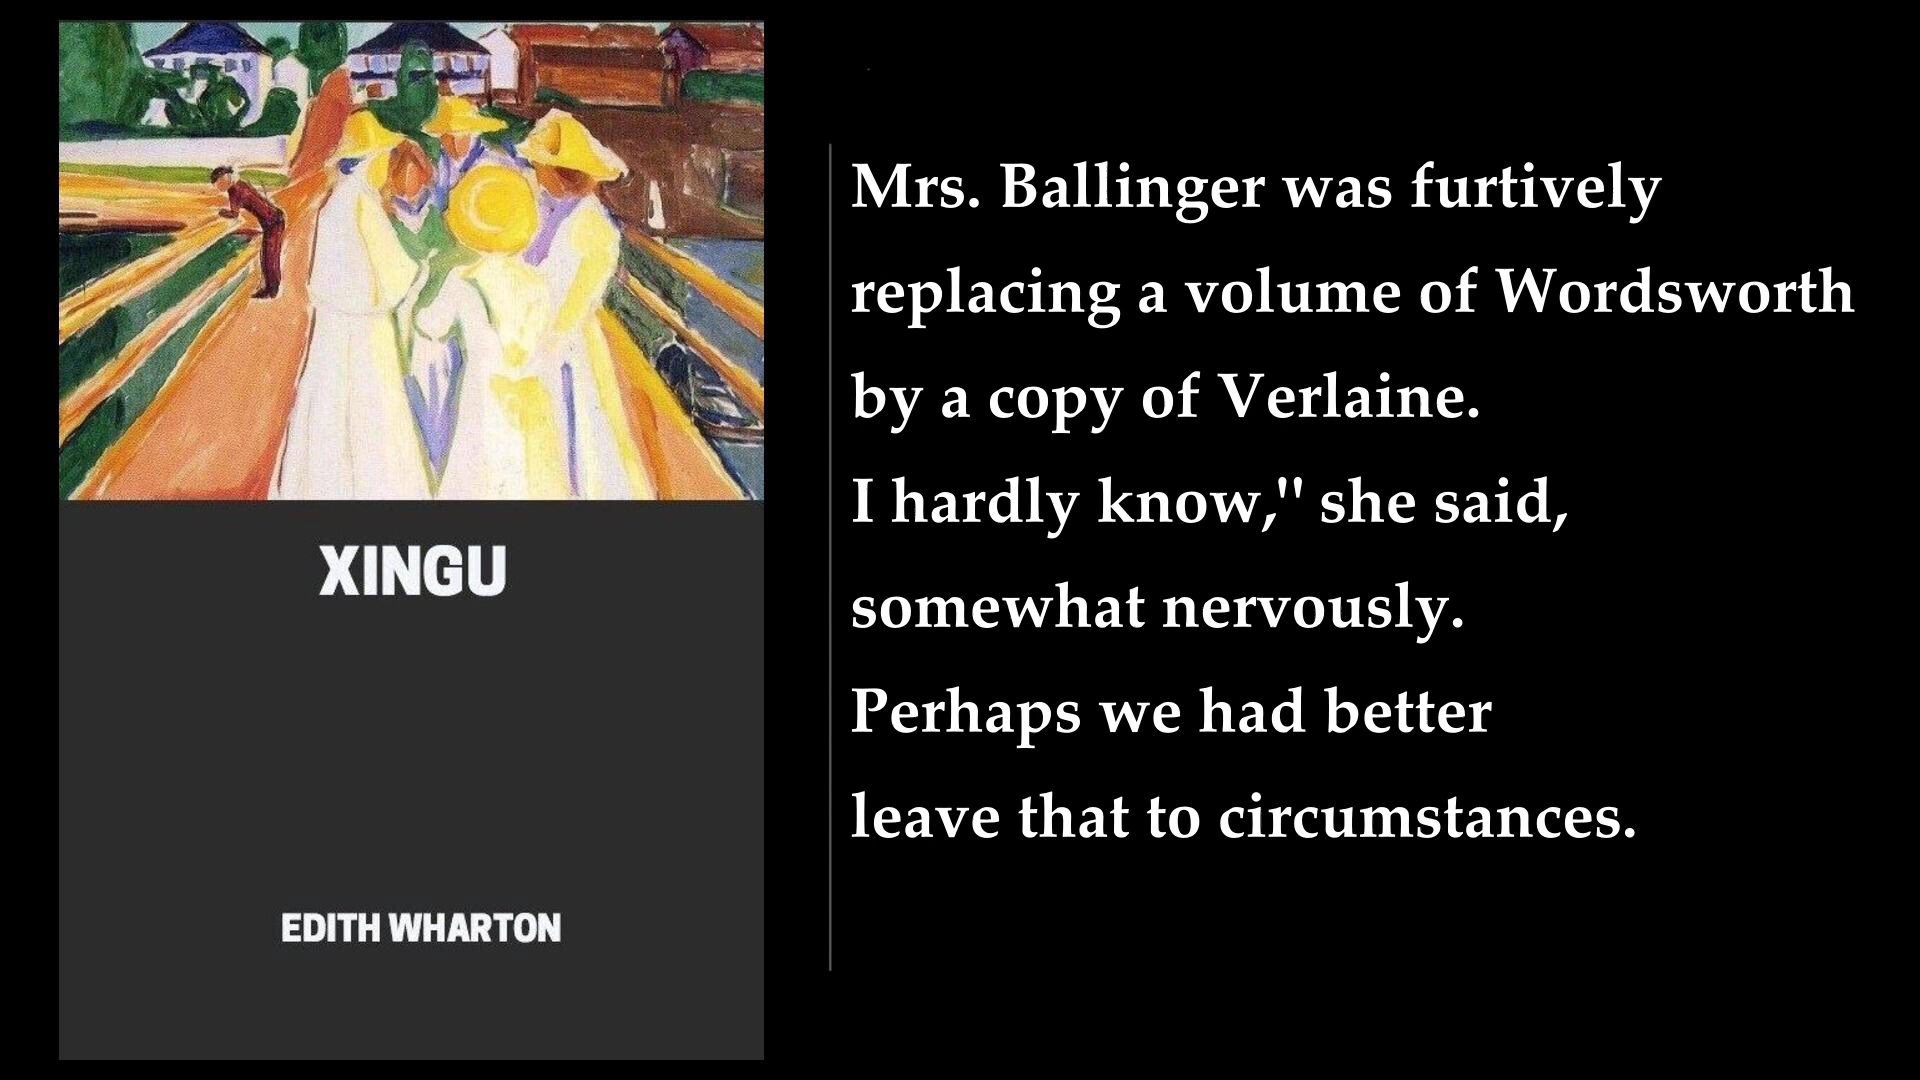 XINGU
EDITH WHARTON
Mrs. Ballinger was furtively
replacing a volume of Wordsworth
by a copy of Verlaine.
I hardly know," she said,
somewhat nervously.
Perhaps we had better
leave that to circumstances.